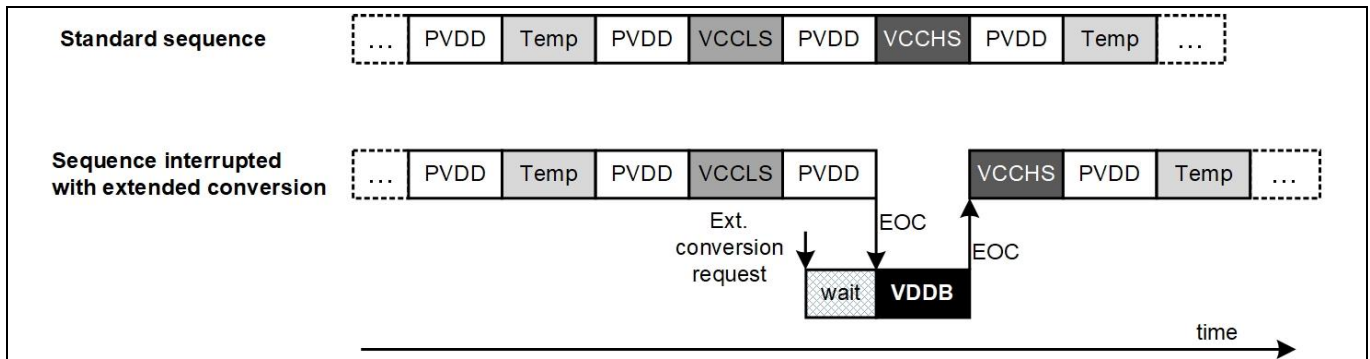 Standard sequence
... PVDD Temp PVDD VCCLS PVDD VCCHS PVDD Temp ...
Sequence interrupted
with extended conversion
... PVDD Temp PVDD VCCLS PVDD VCCHS PVDD Temp ...
Ext.
conversion
request
EOC
EOC
wait VDDB
time